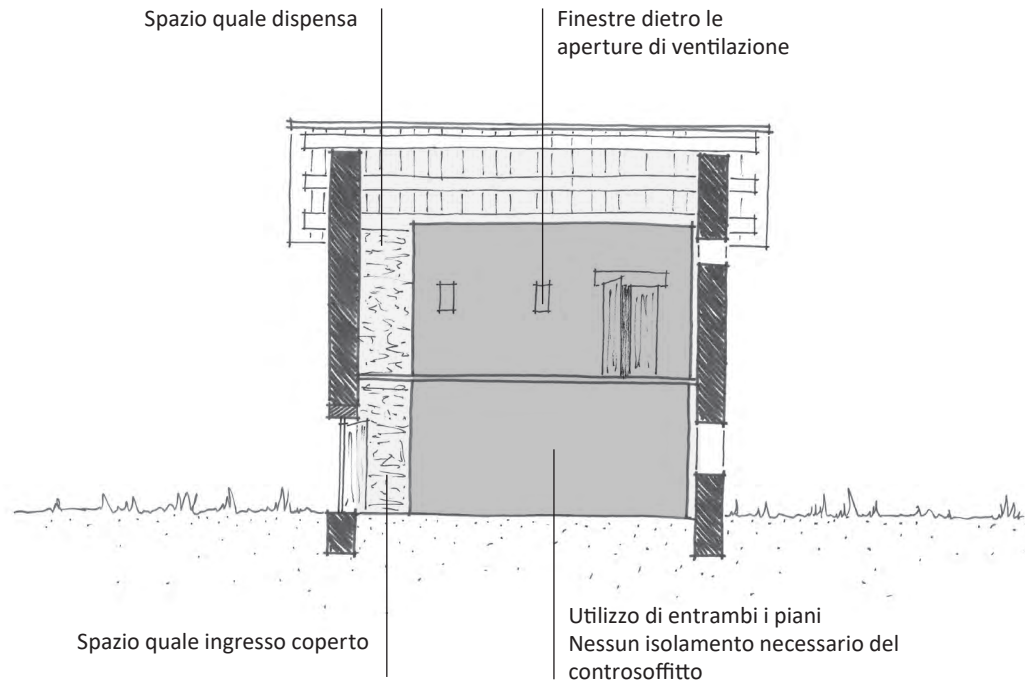 Spazio quale dispensa
Finestre dietro le
aperture di ventilazione
Spazio quale ingresso coperto
Utilizzo di entrambi i piani
Nessun isolamento necessario del
controsoffitto